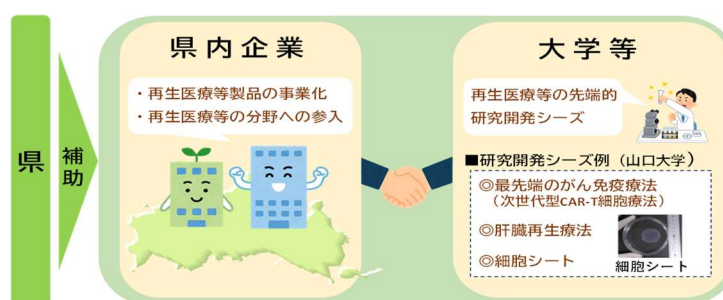 県
補助
県内企業
・再生医療等製品の事業化
・再生医療等の分野への参入
大学等
再生医療等の先端的
研究開発シーズ
■研究開発シーズ例（山口大学）
◎最先端のがん免疫療法
（次世代型CAR-T細胞療法）
◎肝臓再生療法
◎細胞シート
細胞シート